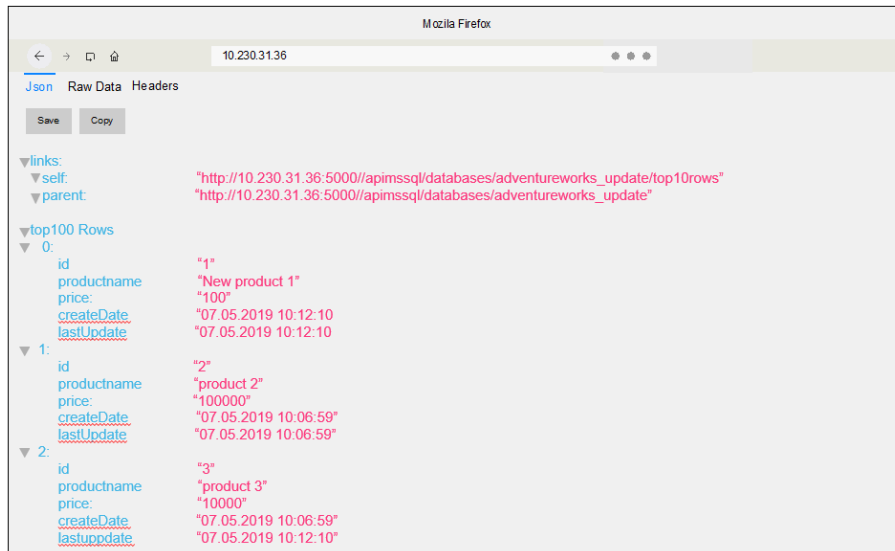 Mozila Firefox
10.230.31.36
Json Raw Data Headers
Save Copy
links:
self: “http://10.230.31.36:5000//apimssql/databases/adventureworks_update/top10rows”
parent: “http://10.230.31.36:5000//apimssql/databases/adventureworks_update”
top100 Rows
0:
id “1”
productname “New product 1”
price: “100”
createDate “07.05.2019 10:12:10
lastUpdate “07.05.2019 10:12:10
1:
id “2”
productname “product 2”
price: “100000”
createDate “07.05.2019 10:06:59”
lastUpdate “07.05.2019 10:06:59”
2:
id “3”
productname “product 3”
price: “10000”
createDate “07.05.2019 10:06:59”
lastuppdate “07.05.2019 10:12:10”